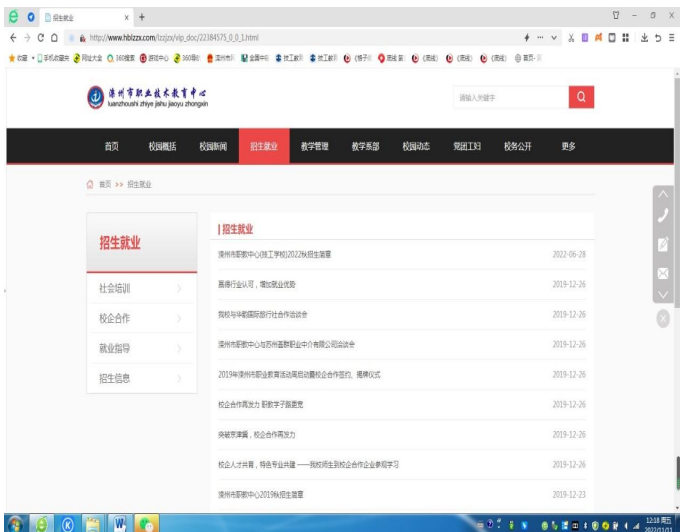 招生就业
http://www.hblzzx.com/lzzjzx/vip_doc/22384575_0_0_1.html
滦州市职业技术教育中心
luanzhoushi zhiye jishu jiaoyu zhongxin
请输入关键字
首页 校园概括 校园新闻 招生就业 教学管理 教学系部 校园动态 党团工妇 校务公开 更多
首页 >> 招生就业
招生就业
社会培训
校企合作
就业指导
招生信息
招生就业
滦州市职教中心(技工学校)2022秋招生简章 2022-06-28
赢得行业认可，增加就业优势 2019-12-26
我校与华勘国际旅行社合作洽谈会 2019-12-26
滦州市职教中心与苏州荟群职业中介有限公司洽谈会 2019-12-26
2019年滦州市职业教育活动周启动暨校企合作签约、揭牌仪式 2019-12-26
校企合作再发力 职教学子路更宽 2019-12-26
突破京津冀，校企合作再发力 2019-12-26
校企人才共育，特色专业共建 ——我校师生到校企合作企业参观学习 2019-12-26
滦州市职教中心2019秋招生简章 2019-12-23
12:18 周五
2022/11/11